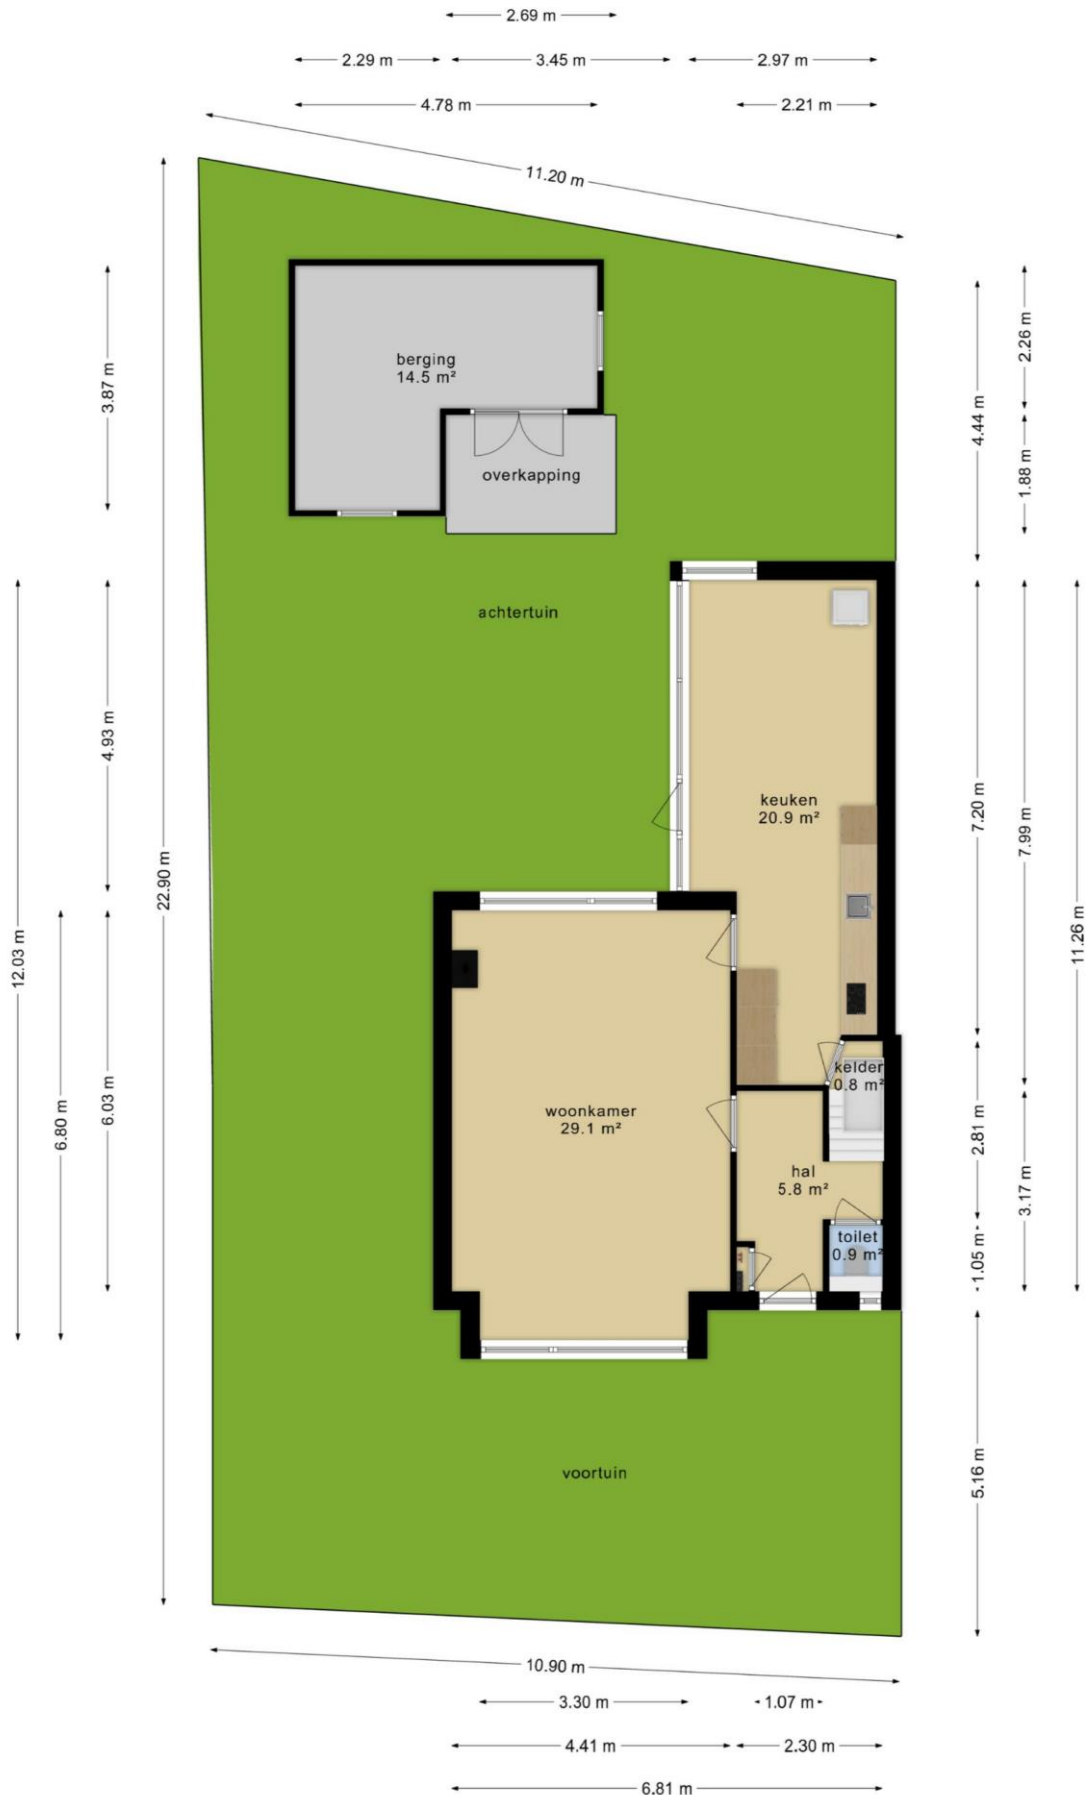 2.69 m
2.29 m
3.45 m
2.97 m
4.78 m
2.21 m
11.20 m
berging
14.5 m²
overkapping
achtertuin
keuken
20.9 m²
kelder
0.8 m²
woonkamer
29.1 m²
hal
5.8 m²
toilet
0.9 m²
voortuin
12.03 m
6.80 m
3.87 m
4.93 m
6.03 m
22.90 m
4.44 m
7.20 m
2.81 m
1.05 m
5.16 m
2.26 m
1.88 m
7.99 m
3.17 m
11.26 m
10.90 m
3.30 m
1.07 m
4.41 m
2.30 m
6.81 m